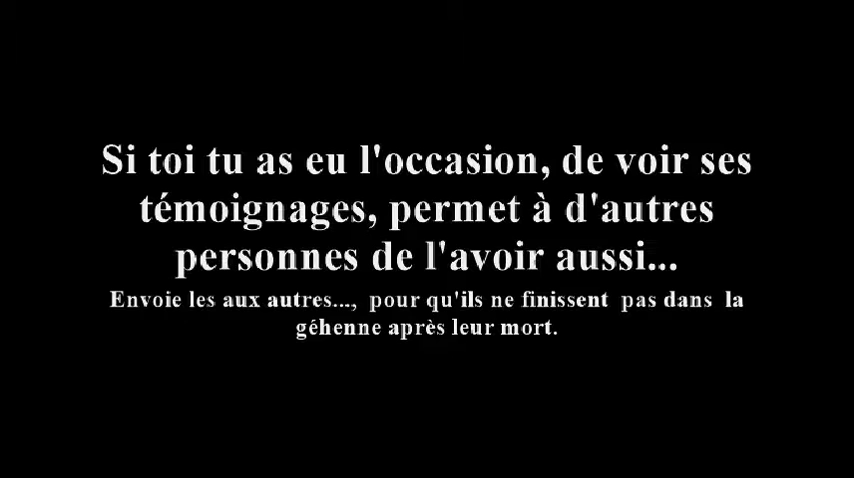 Si toi tu as eu l'occasion, de voir ses
témoignages, permet à d'autres
personnes de l'avoir aussi...
Envoie les aux autres..., pour qu'ils ne finissent pas dans la
géhenne après leur mort.